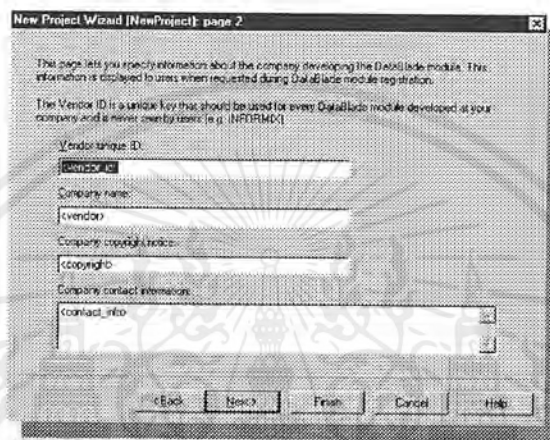 New Project Wizard [NewProject]: page 2
This page lets you specify information about the company developing the DataBlade module. This
information is displayed to users when requested during DataBlade module registration.
The Vendor ID is a unique key that should be used for every DataBlade module developed at your
company and is never seen by users (e.g. INFORMIX)
Vendor unique ID:
<vendor_id>
Company name:
<vendor>
Company copyright notice:
<copyright>
Company contact information:
<contact_info>
<Back Next> Finish Cancel Help